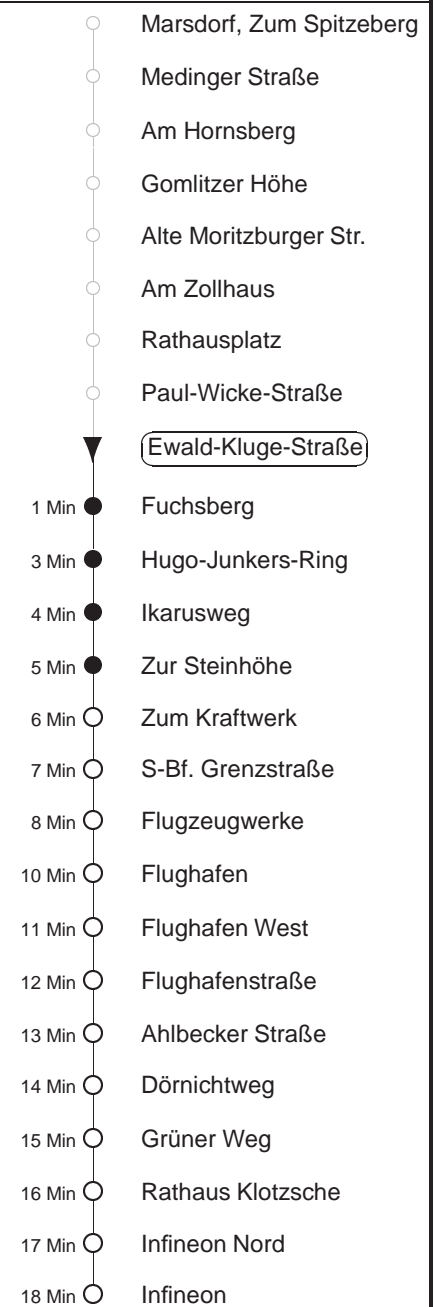 Marsdorf, Zum Spitzeberg
Medinger Straße
Am Hornsberg
Gomlitzer Höhe
Alte Moritzburger Str.
Am Zollhaus
Rathausplatz
Paul-Wicke-Straße
Ewald-Kluge-Straße
1 Min Fuchsberg
3 Min Hugo-Junkers-Ring
4 Min Ikarusweg
5 Min Zur Steinhöhe
6 Min Zum Kraftwerk
7 Min S-Bf. Grenzstraße
8 Min Flugzeugwerke
10 Min Flughafen
11 Min Flughafen West
12 Min Flughafenstraße
13 Min Ahlbecker Straße
14 Min Dörnichtweg
15 Min Grüner Weg
16 Min Rathaus Klotzsche
17 Min Infineon Nord
18 Min Infineon